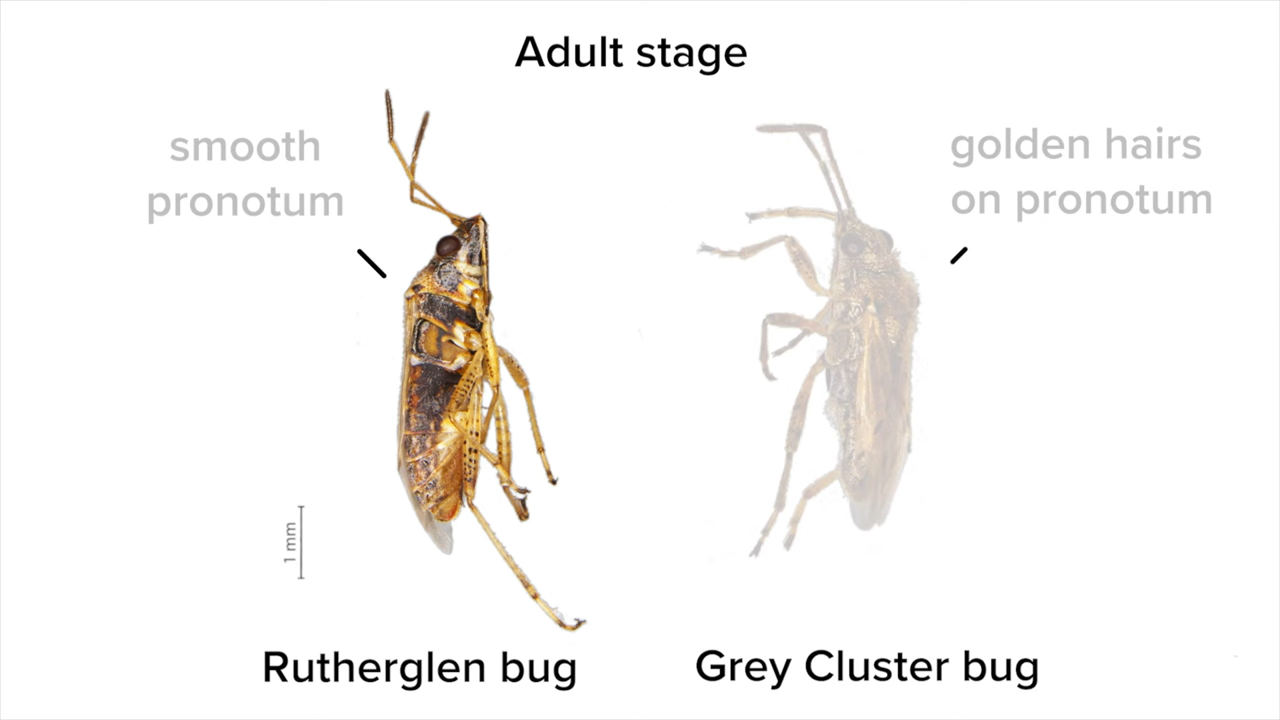 Adult stage
smooth
pronotum
golden hairs
on pronotum
1 mm
Rutherglen bug
Grey Cluster bug